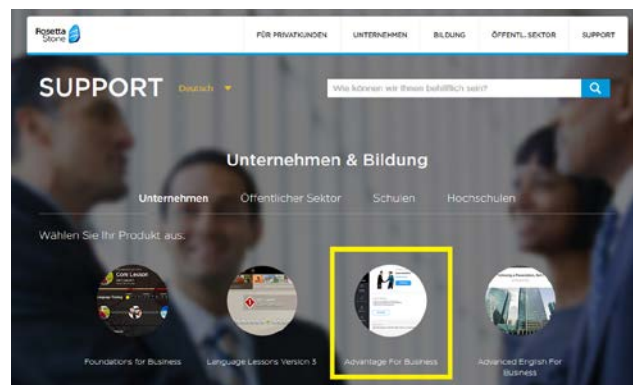 Rosetta
Stone
FÜR PRIVATKUNDEN UNTERNEHMEN BILDUNG ÖFFENTL. SEKTOR SUPPORT
SUPPORT Deutsch
Wie können wir Ihnen behilflich sein?
Unternehmen & Bildung
Unternehmen Öffentlicher Sektor Schulen Hochschulen
Wählen Sie Ihr Produkt aus.
Core Lesson
Foundations for Business Language Lessons Version 3 Advantage For Business Advanced English For
Business